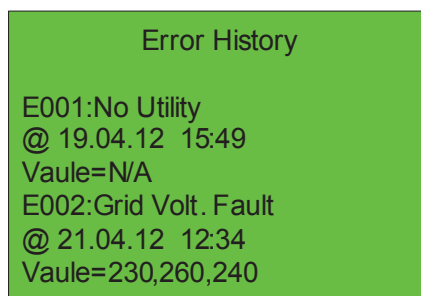 Error History
E001:No Utility
@ 19.04.12 15:49
Vaule=N/A
E002:Grid Volt. Fault
@ 21.04.12 12:34
Vaule=230,260,240